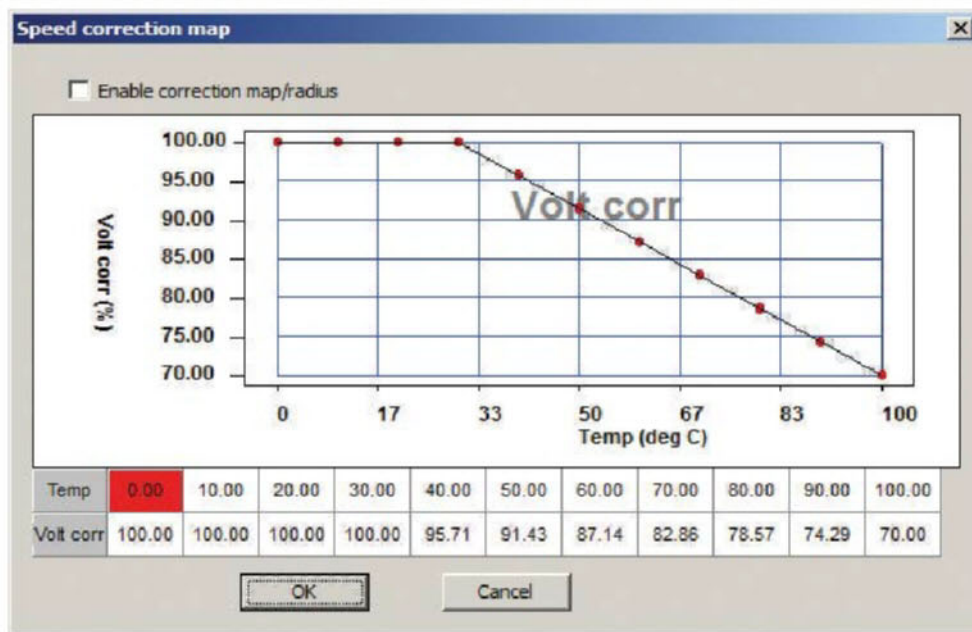 Speed correction map
Enable correction map/radius
Volt corr
Volt corr (%)
100.00
95.00
90.00
85.00
80.00
75.00
70.00
0 17 33 50 67 83 100
Temp (deg C)
Temp 0.00 10.00 20.00 30.00 40.00 50.00 60.00 70.00 80.00 90.00 100.00
Volt corr 100.00 100.00 100.00 100.00 95.71 91.43 87.14 82.86 78.57 74.29 70.00
OK Cancel